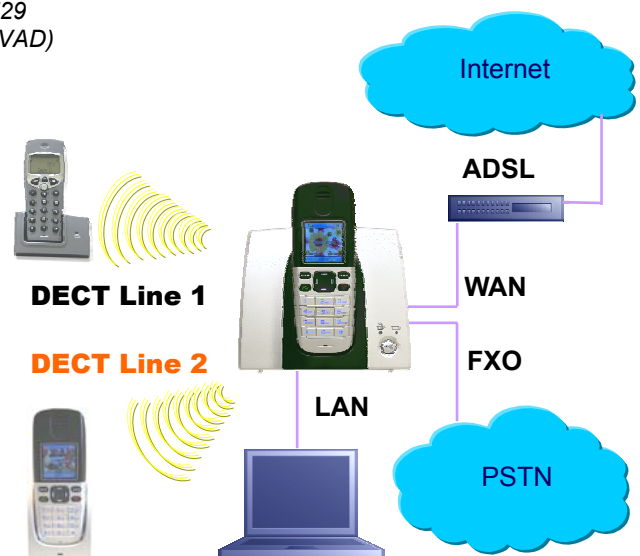 29
VAD)
Internet
ADSL
DECT Line 1
WAN
DECT Line 2
FXO
LAN
PSTN